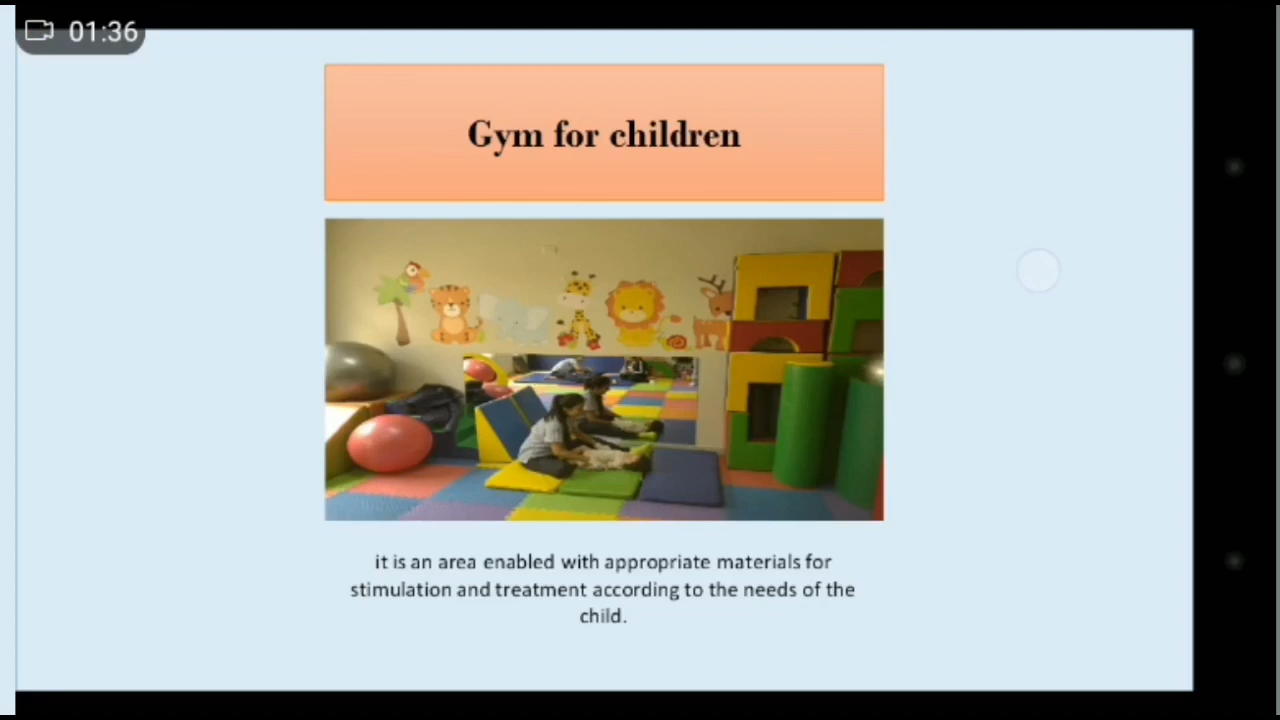 01:36
Gym for children
it is an area enabled with appropriate materials for
stimulation and treatment according to the needs of the
child.